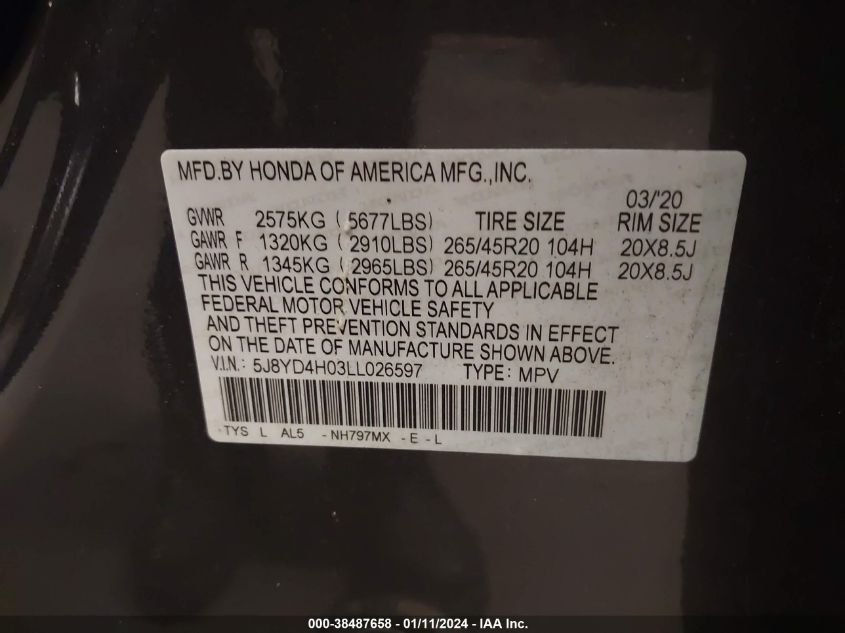 MFD.BY HONDA OF AMERICA MFG.,INC.
03/'20
GVWR 2575KG ( 5677LBS) TIRE SIZE RIM SIZE
GAWR F 1320KG ( 2910LBS) 265/45R20 104H 20X8.5J
GAWR R 1345KG ( 2965LBS) 265/45R20 104H 20X8.5J
THIS VEHICLE CONFORMS TO ALL APPLICABLE
FEDERAL MOTOR VEHICLE SAFETY
AND THEFT PREVENTION STANDARDS IN EFFECT
ON THE DATE OF MANUFACTURE SHOWN ABOVE.
V.I.N.: 5J8YD4H03LL026597 TYPE: MPV
- TYS L AL5 - NH797MX - E - L
000-38487658 - 01/11/2024 - IAA Inc.